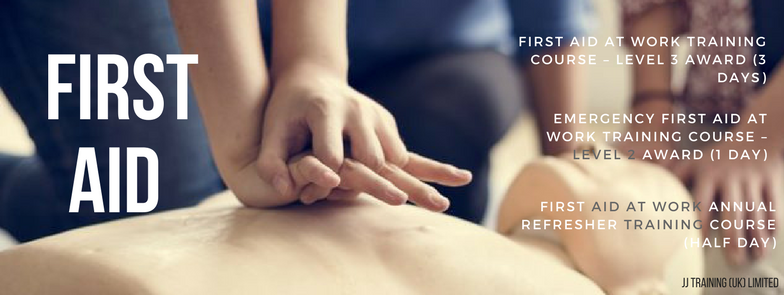 FIRST
AID
FIRST AID AT WORK TRAINING
COURSE – LEVEL 3 AWARD (3
DAYS)
EMERGENCY FIRST AID AT
WORK TRAINING COURSE –
LEVEL 2 AWARD (1 DAY)
FIRST AID AT WORK ANNUAL
REFRESHER TRAINING COURSE
(HALF DAY)
JJ TRAINING (UK) LIMITED